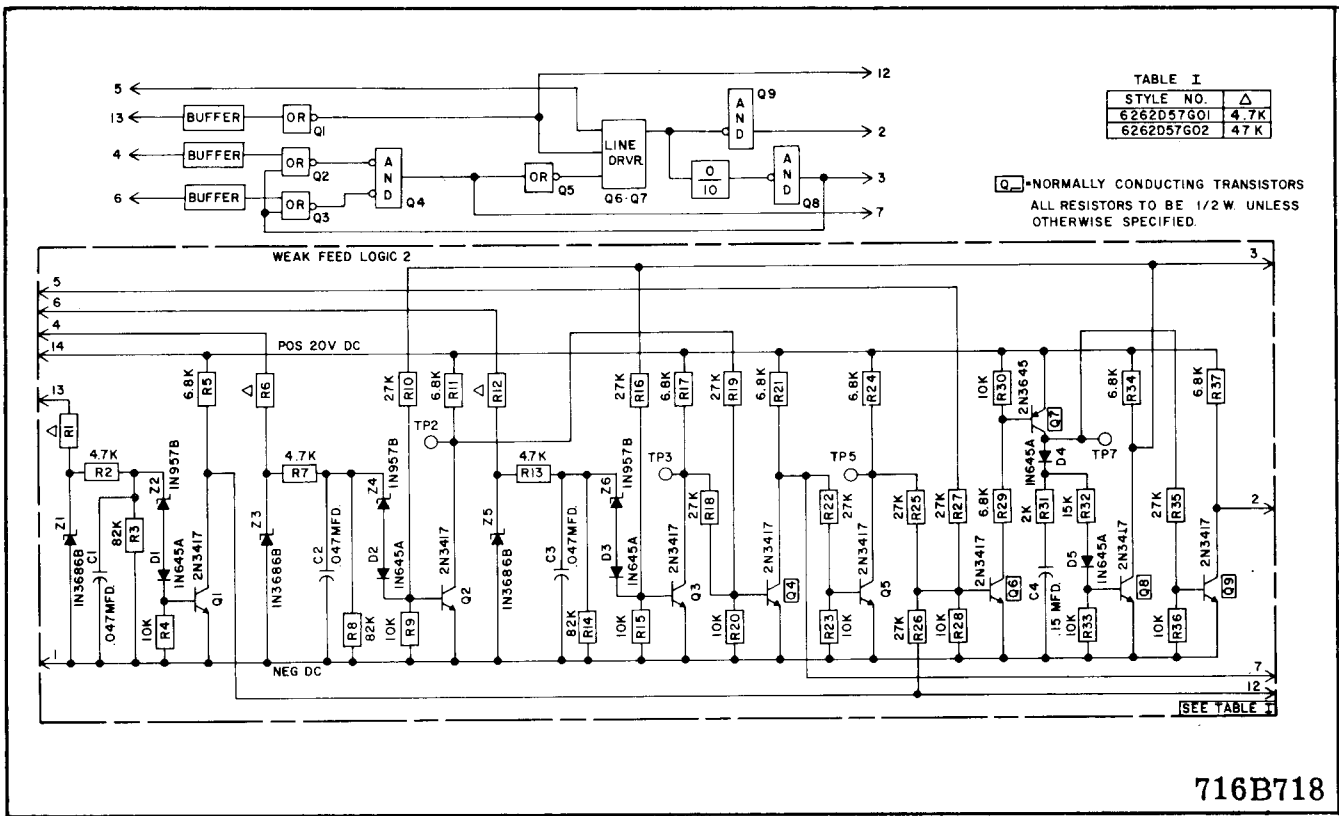 5
13
4
6
BUFFER
BUFFER
BUFFER
OR
Q1
OR
Q2
OR
Q3
AND
Q4
OR
Q5
LINE
DRVR.
Q6-Q7
0
10
AND
Q9
AND
Q8
12
2
3
7
TABLE I
STYLE NO. △
6262D57G01 4.7K
6262D57G02 47K
Q_ =NORMALLY CONDUCTING TRANSISTORS
ALL RESISTORS TO BE 1/2 W. UNLESS
OTHERWISE SPECIFIED.
WEAK FEED LOGIC 2
3
5
6
4
14
POS 20V DC
13
△
R1
4.7K
R2
Z1
1N3686B
C1
.047MFD.
82K
R3
Z2
1N957B
D1
1N645A
10K
R4
6.8K
R5
2N3417
Q1
△
R6
4.7K
R7
Z3
1N3686B
C2
.047MFD.
R8
82K
Z4
1N957B
D2
1N645A
10K
R9
27K
R10
6.8K
R11
TP2
2N3417
Q2
△
R12
4.7K
R13
Z5
1N3686B
C3
.047MFD.
82K
R14
Z6
1N957B
D3
1N645A
10K
R15
27K
R16
6.8K
R17
TP3
2N3417
Q3
27K
R18
27K
R19
10K
R20
6.8K
R21
2N3417
Q4
R22
27K
R23
10K
6.8K
R24
TP5
2N3417
Q5
27K
R25
27K
R26
27K
R27
10K
R28
6.8K
R29
10K
R30
2N3417
Q6
2N3645
Q7
TP7
1N645A
D4
2K
R31
C4
.15 MFD.
15K
R32
D5
1N645A
10K
R33
6.8K
R34
2N3417
Q8
27K
R35
10K
R36
6.8K
R37
2N3417
Q9
2
1
NEG DC
7
12
SEE TABLE I
716B718